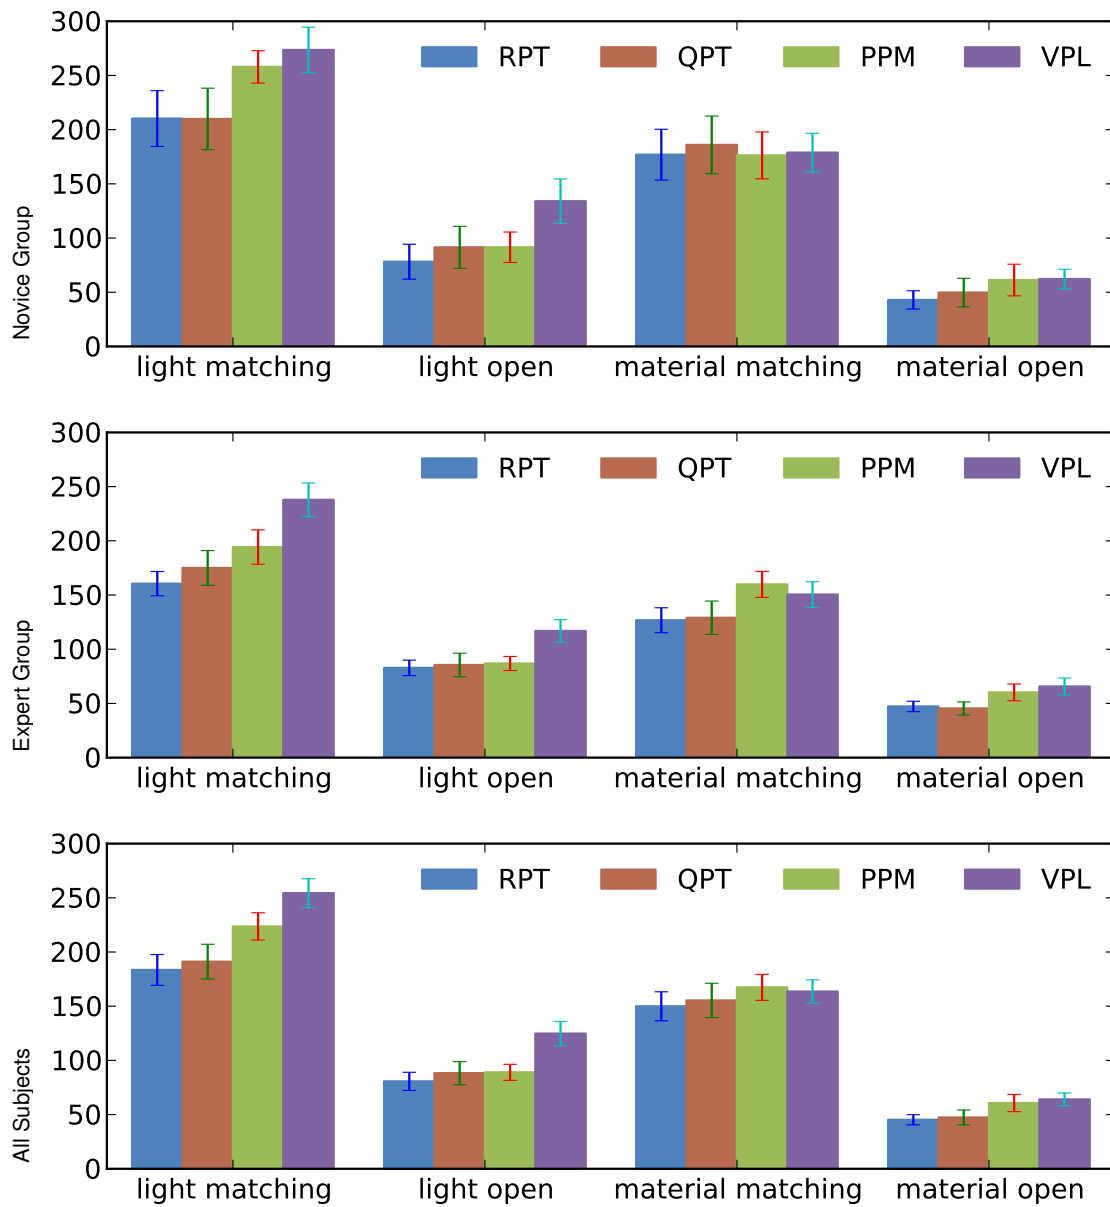 300
250
200
150
100
50
0
RPT QPT PPM VPL
Novice Group
light matching light open material matching material open
300
250
200
150
100
50
0
RPT QPT PPM VPL
Expert Group
light matching light open material matching material open
300
250
200
150
100
50
0
RPT QPT PPM VPL
All Subjects
light matching light open material matching material open